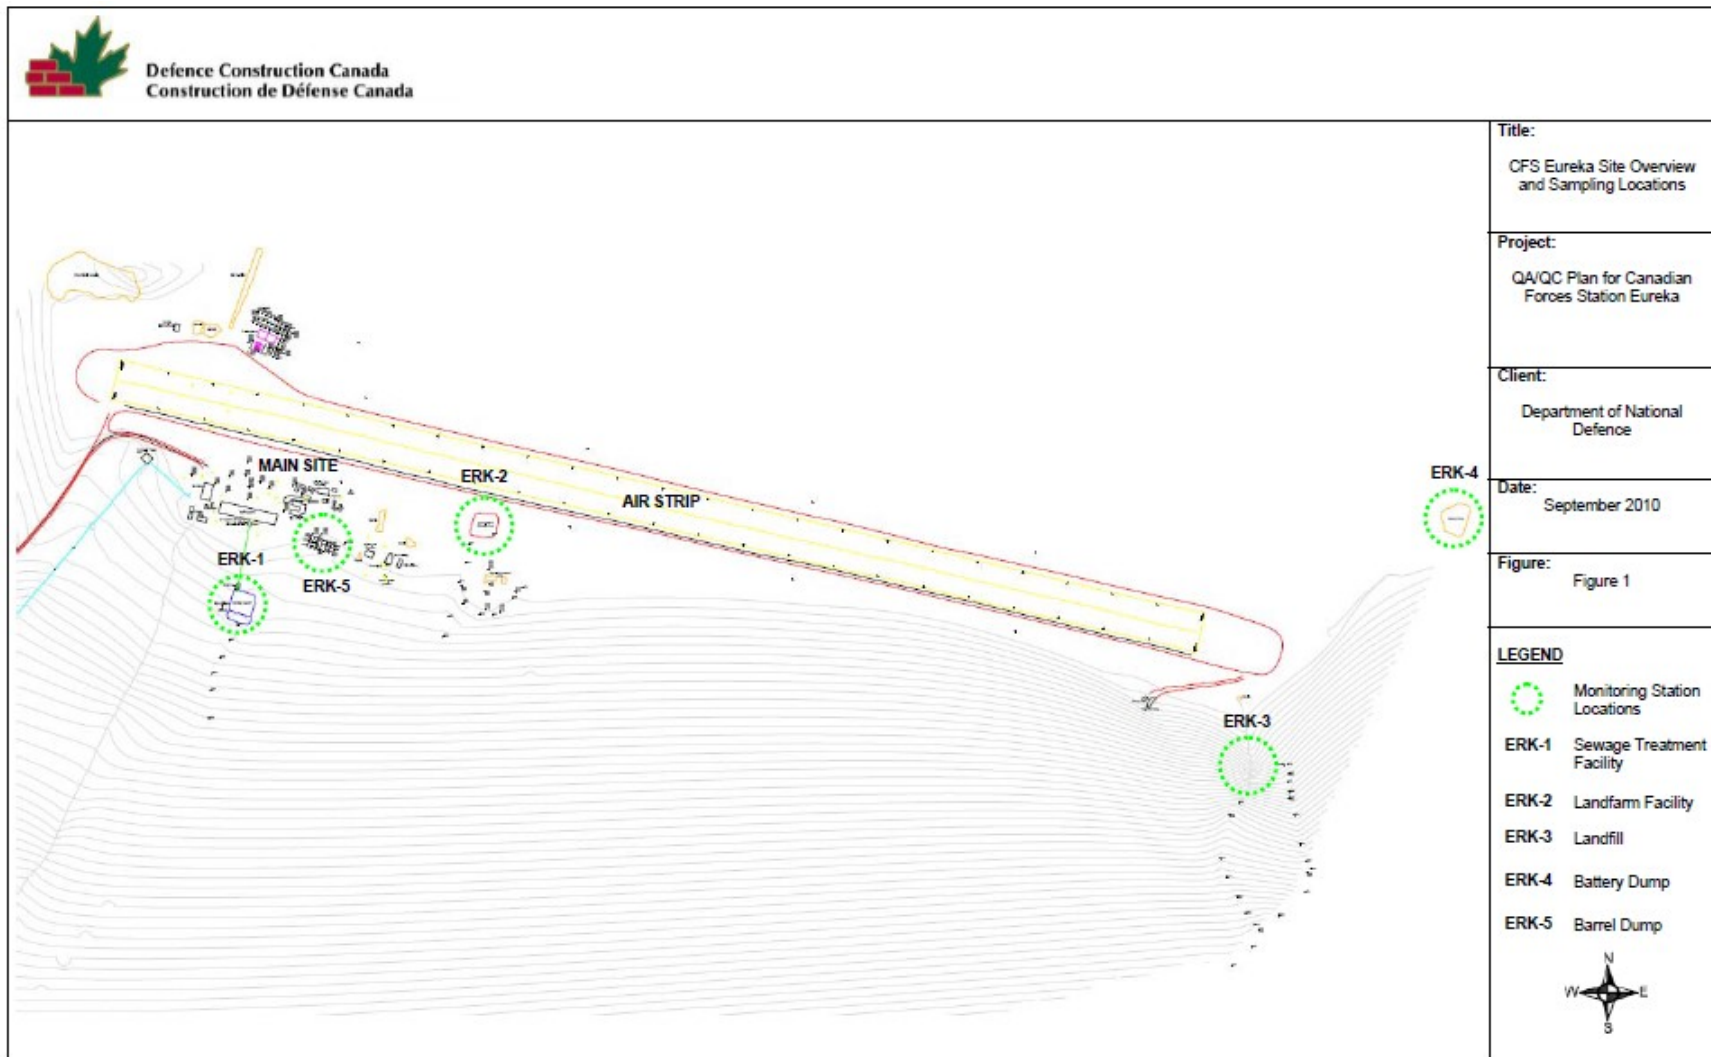 Defence Construction Canada
Construction de Défense Canada
Title:
CFS Eureka Site Overview
and Sampling Locations
Project:
QA/QC Plan for Canadian
Forces Station Eureka
Client:
Department of National
Defence
Date:
September 2010
Figure:
Figure 1
LEGEND
Monitoring Station
Locations
ERK-1 Sewage Treatment
Facility
ERK-2 Landfarm Facility
ERK-3 Landfill
ERK-4 Battery Dump
ERK-5 Barrel Dump
N
W E
S
MAIN SITE
ERK-2
AIR STRIP
ERK-4
ERK-1
ERK-5
ERK-3